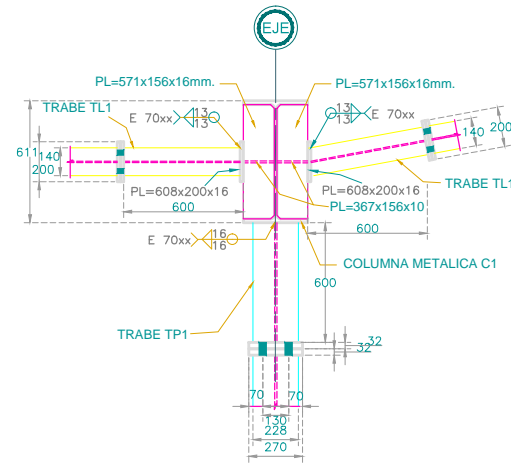 EJE
PL=571x156x16mm.
PL=571x156x16mm.
TRABE TL1
E 70xx
13
13
13
13
E 70xx
140
200
611
140
200
TRABE TL1
PL=608x200x16
PL=608x200x16
PL=367x156x10
600
600
E 70xx
16
16
COLUMNA METALICA C1
600
TRABE TP1
32
32
70
70
130
228
270